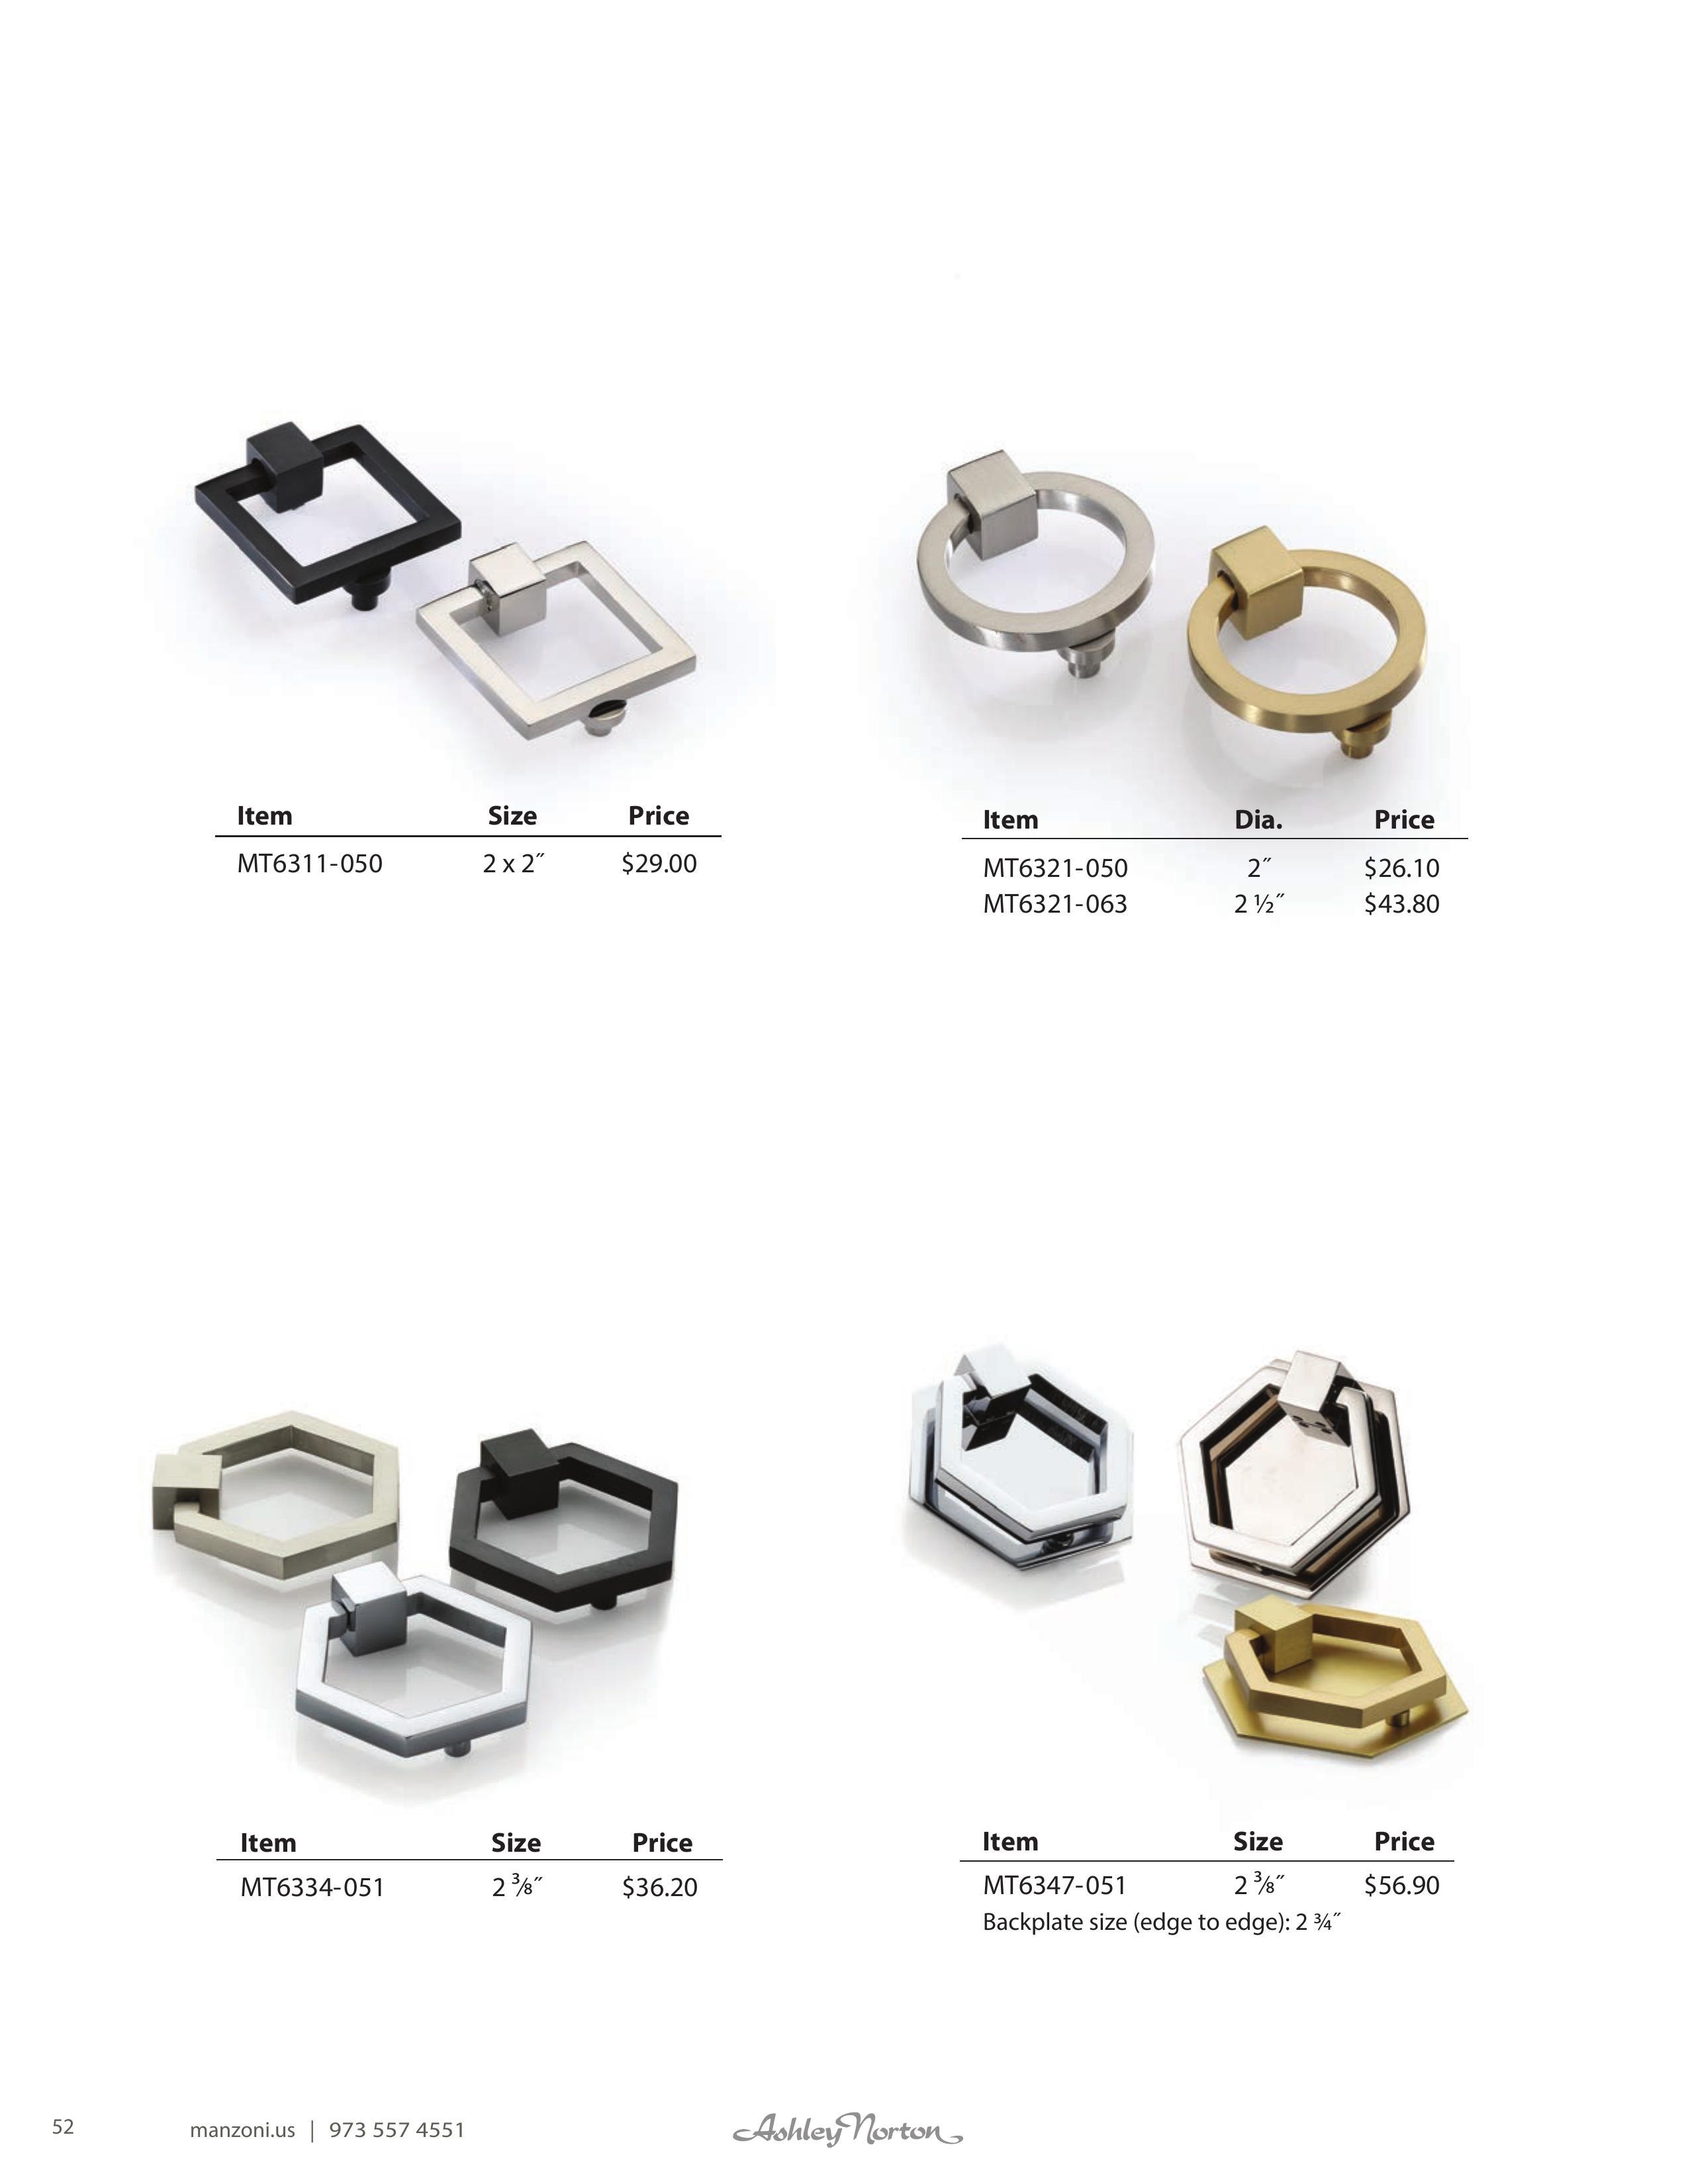 Item Size Price
MT6311-050 2 x 2˝ $29.00
Item Dia. Price
MT6321-050 2˝ $26.10
MT6321-063 2 ½˝ $43.80
Item Size Price
MT6334-051 2 ⅜˝ $36.20
Item Size Price
MT6347-051 2 ⅜˝ $56.90
Backplate size (edge to edge): 2 ¾˝
52 manzoni.us | 973 557 4551 Ashley Norton